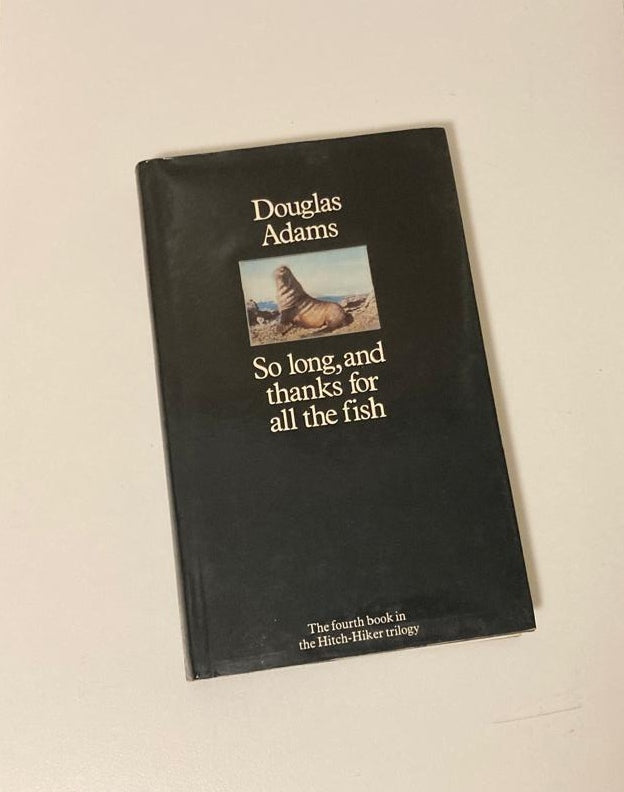 Douglas
Adams
So long, and
thanks for
all the fish
The fourth book in
the Hitch-Hiker trilogy